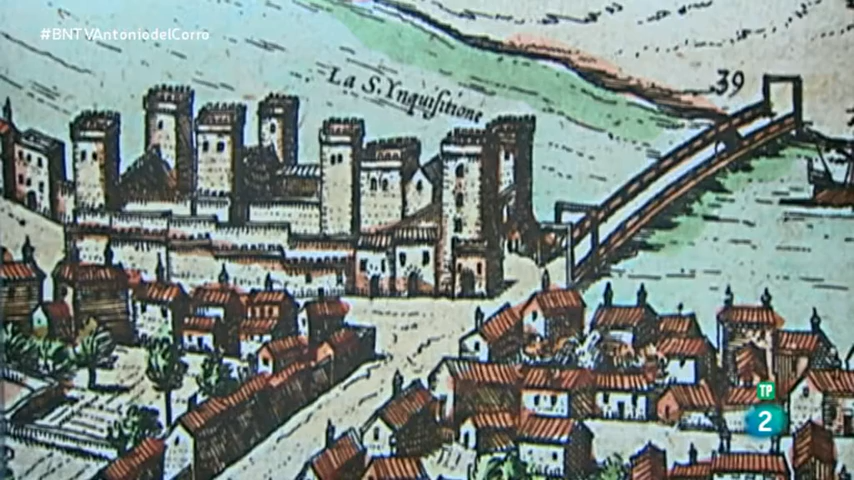 #BNTVAntoniodelCorro
La S. Ynquisitione
39
TP
2